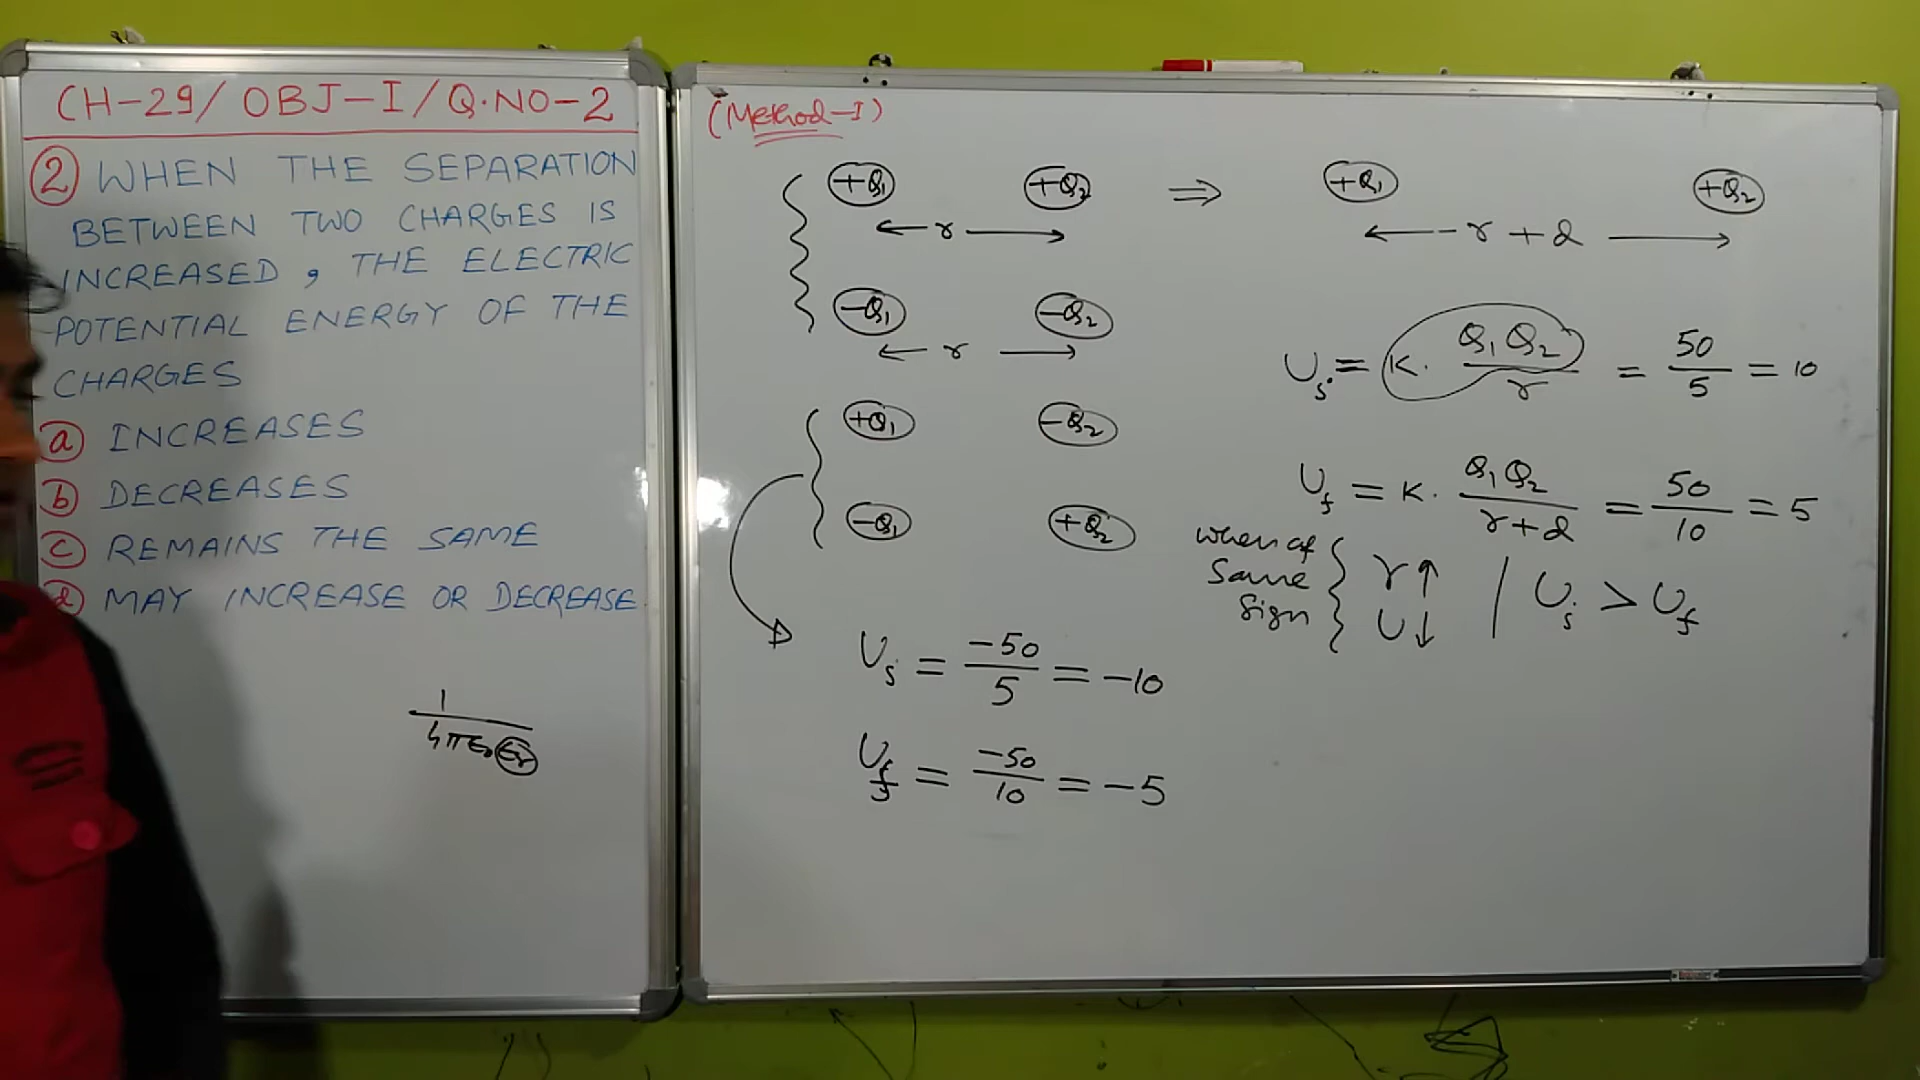 CH-29/ OBJ-I/Q.NO-2
② WHEN THE SEPARATION
BETWEEN TWO CHARGES IS
INCREASED, THE ELECTRIC
POTENTIAL ENERGY OF THE
CHARGES
ⓐ INCREASES
ⓑ DECREASES
ⓒ REMAINS THE SAME
ⓓ MAY INCREASE OR DECREASE
1
4π∈₀∈r
(Method-I)
+Q₁ +Q₂ ⇒ +Q₁ +Q₂
← r → ← r + d →
-Q₁ -Q₂
← r →
Ui = K. Q₁Q₂/r = 50/5 = 10
+Q₁ -Q₂
Uf = K. Q₁Q₂/r+d = 50/10 = 5
-Q₁ +Q₂
when of
same
sign
r↑
U↓
Ui > Uf
Ui = -50/5 = -10
Uf = -50/10 = -5